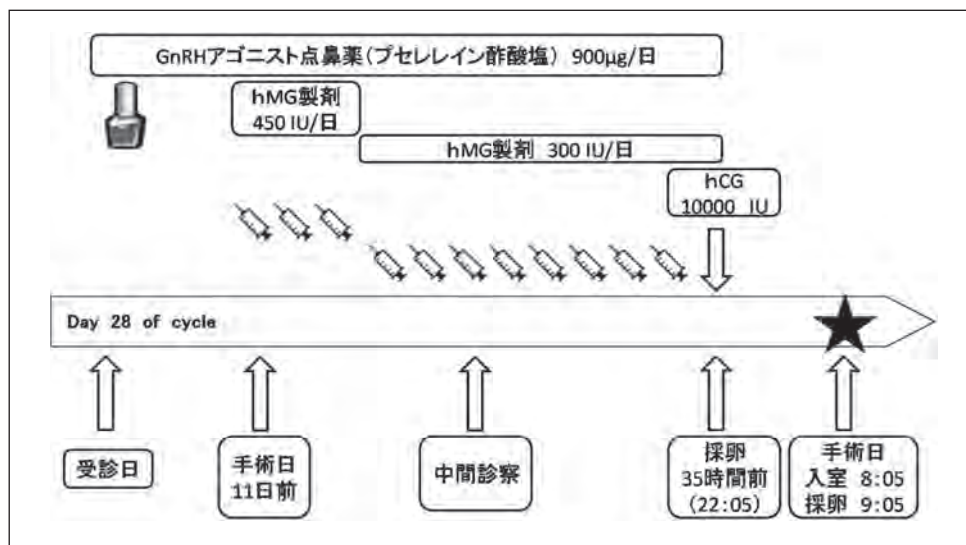 GnRHアゴニスト点鼻薬(ブセレレイン酢酸塩) 900μg/日
hMG製剤
450 IU/日
hMG製剤 300 IU/日
hCG
10000 IU
Day 28 of cycle
受診日
手術日
11日前
中間診察
採卵
35時間前
(22:05)
手術日
入室 8:05
採卵 9:05